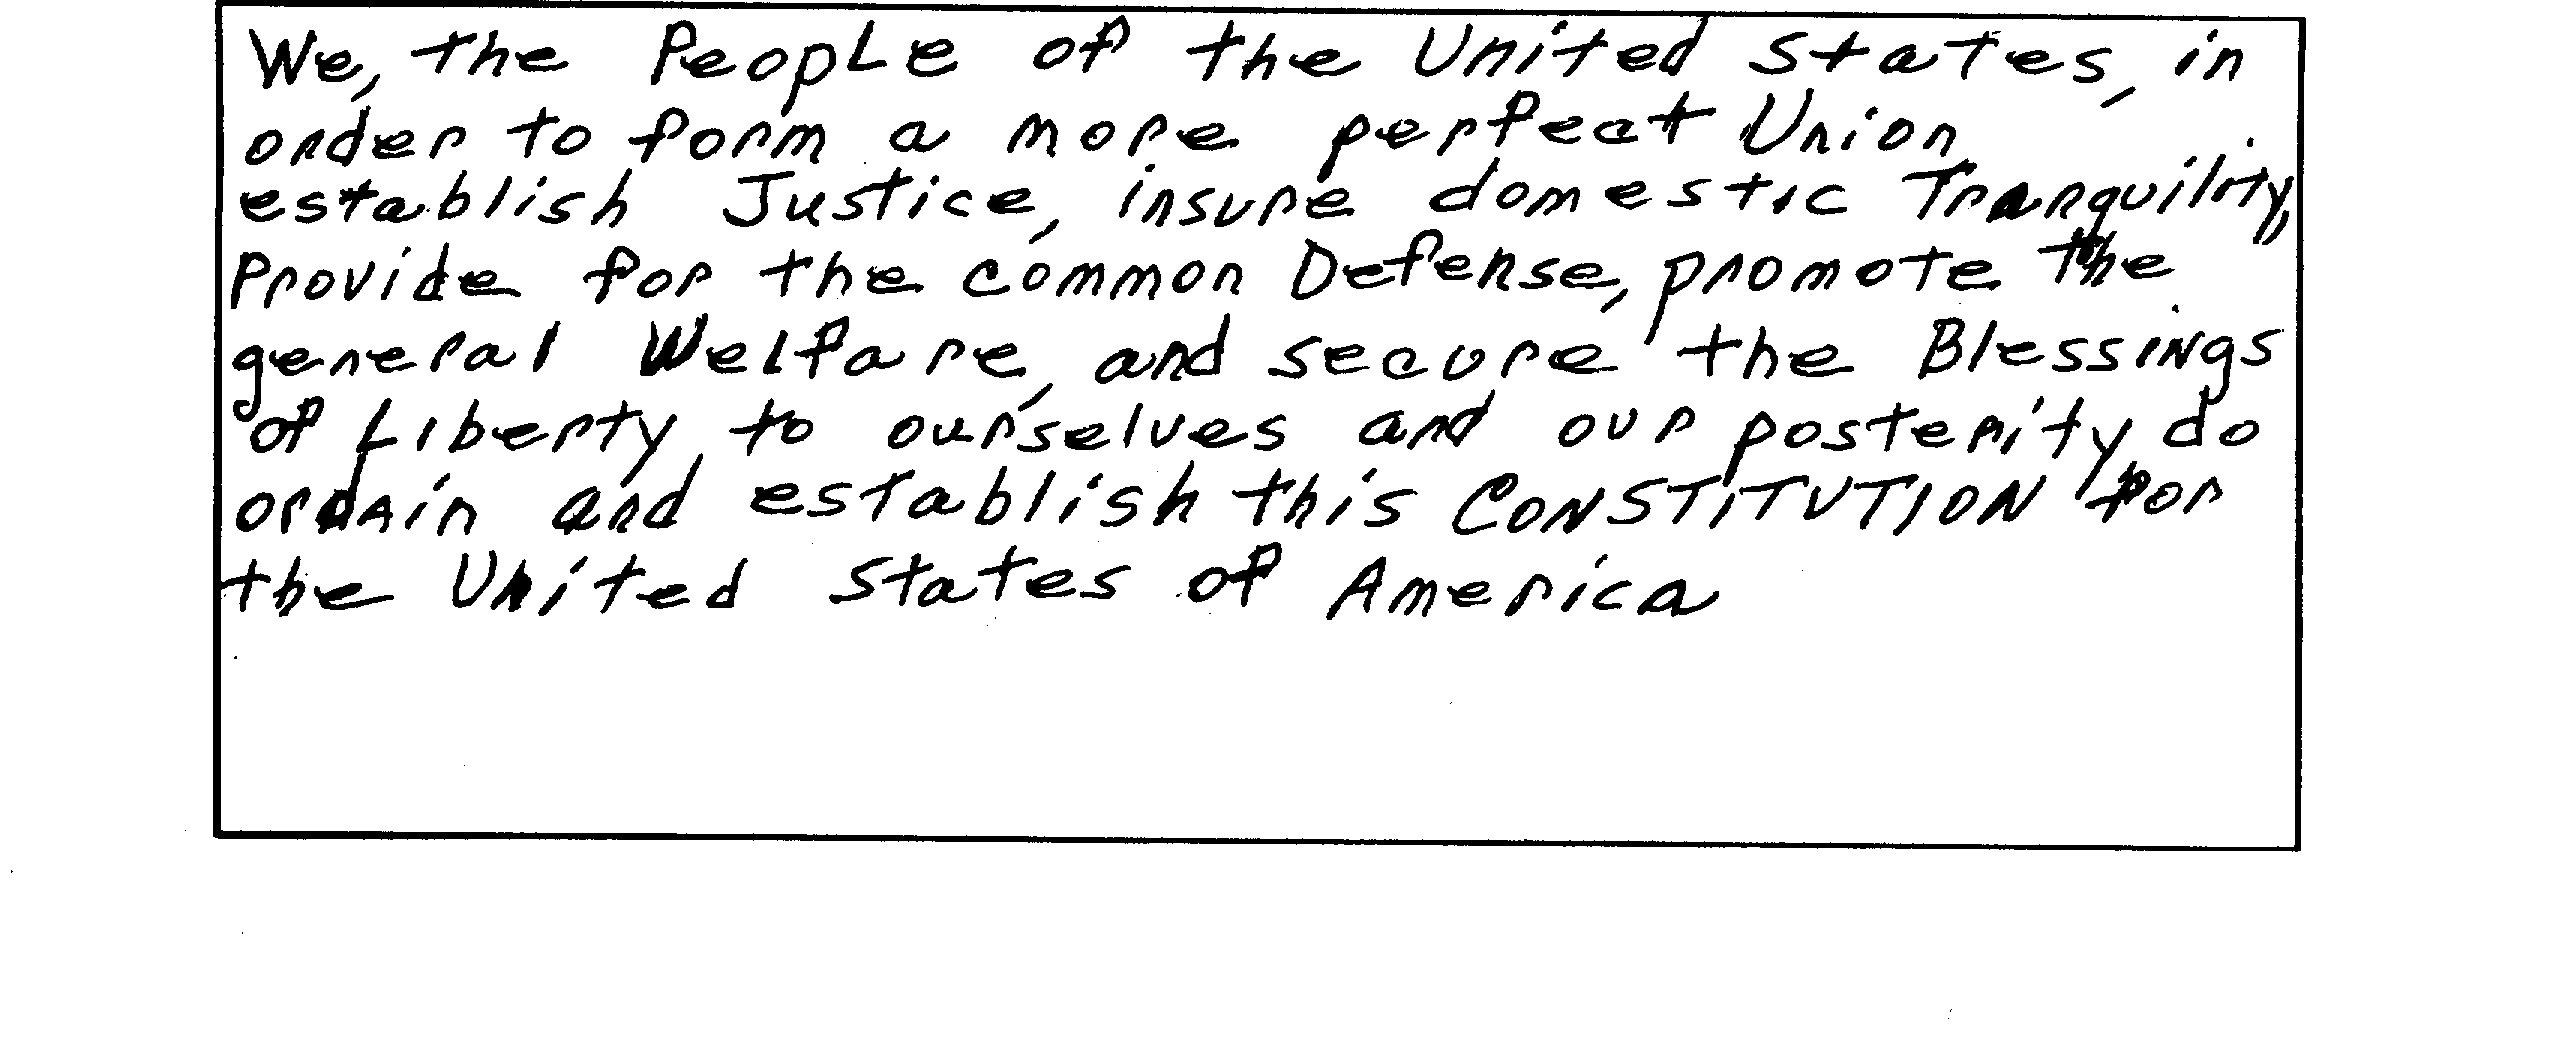 We, the People of the United States, in
order to form a more perfect Union,
establish Justice, insure domestic Tranquility,
Provide for the common Defense, promote the
general Welfare, and secure the Blessings
of Liberty to ourselves and our posterity, do
ordain and establish this CONSTITUTION for
the United States of America